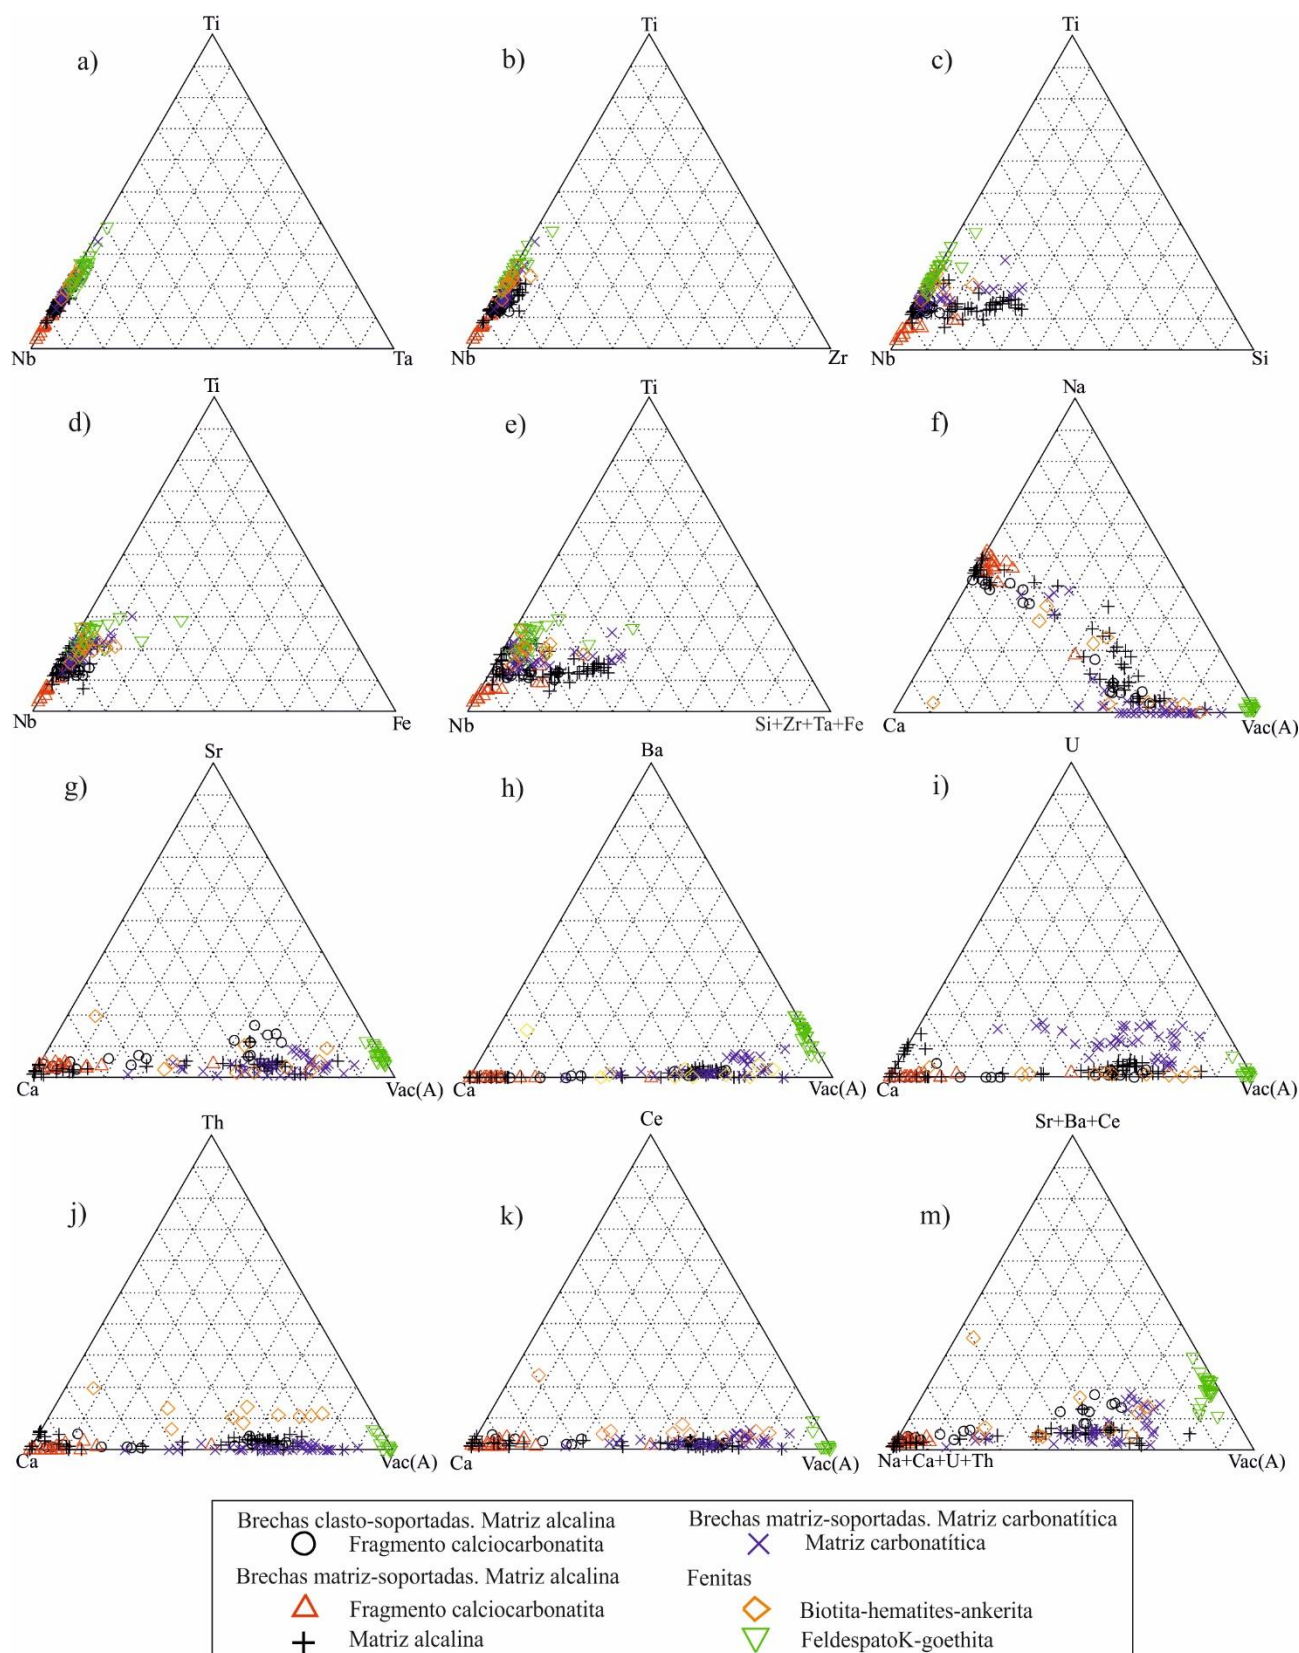 Ti
Ti
Ti
a)
b)
c)
Nb
Ta
Nb
Zr
Nb
Si
Ti
Ti
Na
d)
e)
f)
Nb
Fe
Nb
Si+Zr+Ta+Fe
Ca
Vac(A)
Sr
Ba
U
g)
h)
i)
Ca
Vac(A)
Ca
Vac(A)
Ca
Vac(A)
Th
Ce
Sr+Ba+Ce
j)
k)
m)
Ca
Vac(A)
Ca
Vac(A)
Na+Ca+U+Th
Vac(A)
Brechas clasto-soportadas. Matriz alcalina
Fragmento calciocarbonatita
Brechas matriz-soportadas. Matriz alcalina
Fragmento calciocarbonatita
Matriz alcalina
Brechas matriz-soportadas. Matriz carbonatítica
Matriz carbonatítica
Fenitas
Biotita-hematites-ankerita
FeldespatoK-goethita